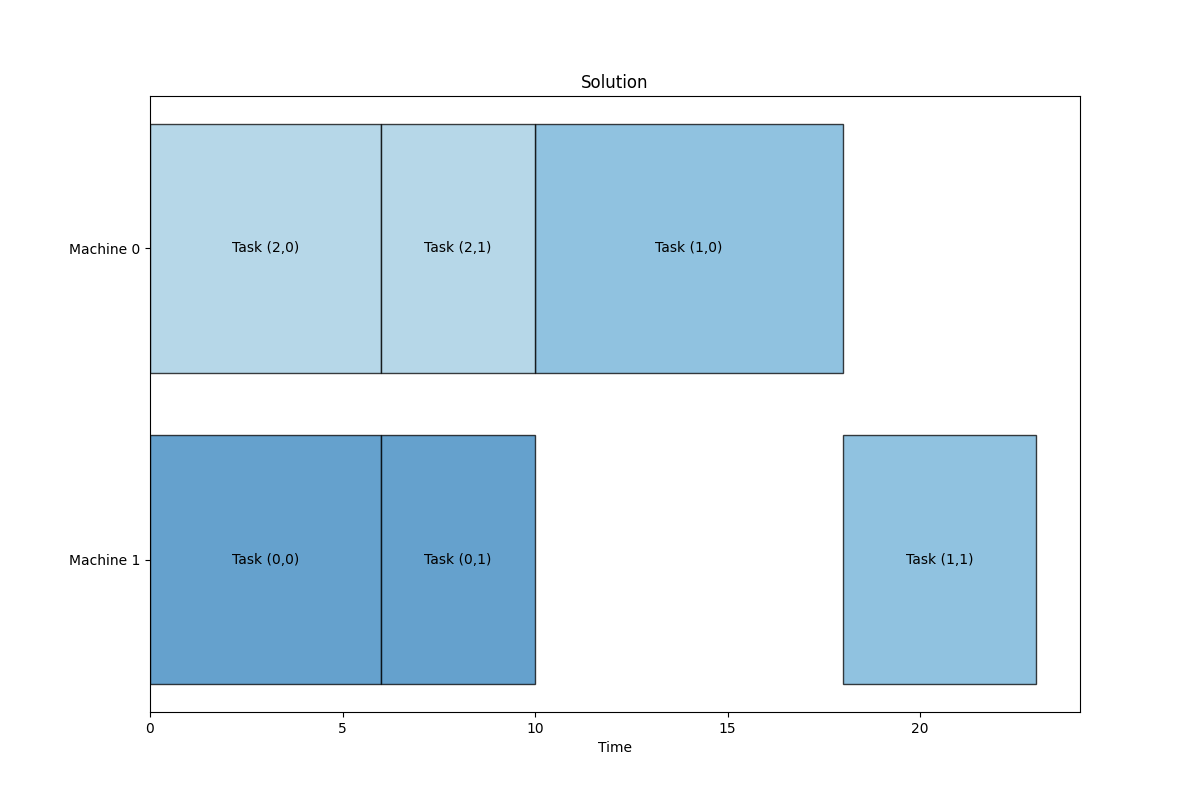 Solution
Machine 0
Task (2,0) Task (2,1) Task (1,0)
Machine 1
Task (0,0) Task (0,1) Task (1,1)
0 5 10 15 20
Time